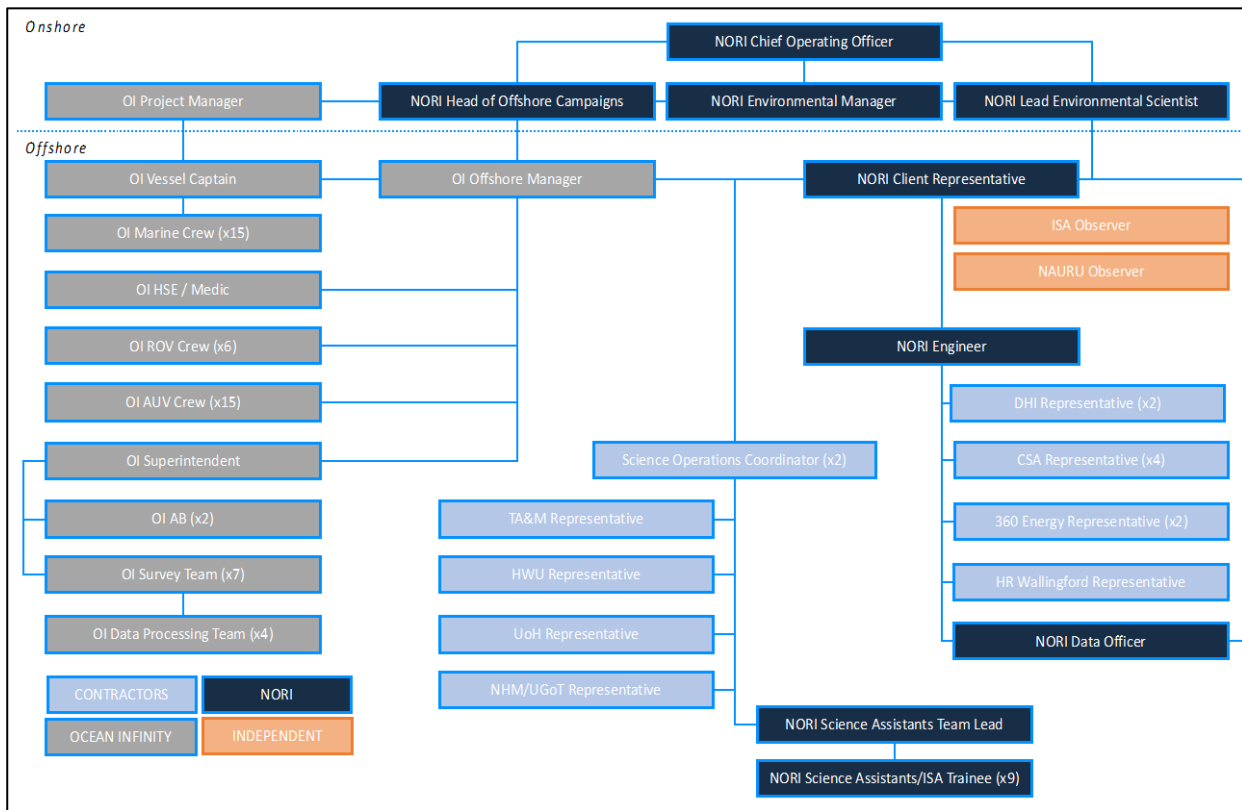 Onshore
NORI Chief Operating Officer
OI Project Manager
NORI Head of Offshore Campaigns
NORI Environmental Manager
NORI Lead Environmental Scientist
Offshore
OI Vessel Captain
OI Offshore Manager
NORI Client Representative
OI Marine Crew (x15)
ISA Observer
NAURU Observer
OI HSE / Medic
OI ROV Crew (x6)
NORI Engineer
OI AUV Crew (x15)
DHI Representative (x2)
OI Superintendent
Science Operations Coordinator (x2)
CSA Representative (x4)
OI AB (x2)
TA&M Representative
360 Energy Representative (x2)
OI Survey Team (x7)
HWU Representative
HR Wallingford Representative
OI Data Processing Team (x4)
UoH Representative
NORI Data Officer
NHM/UGoT Representative
CONTRACTORS
NORI
OCEAN INFINITY
INDEPENDENT
NORI Science Assistants Team Lead
NORI Science Assistants/ISA Trainee (x9)